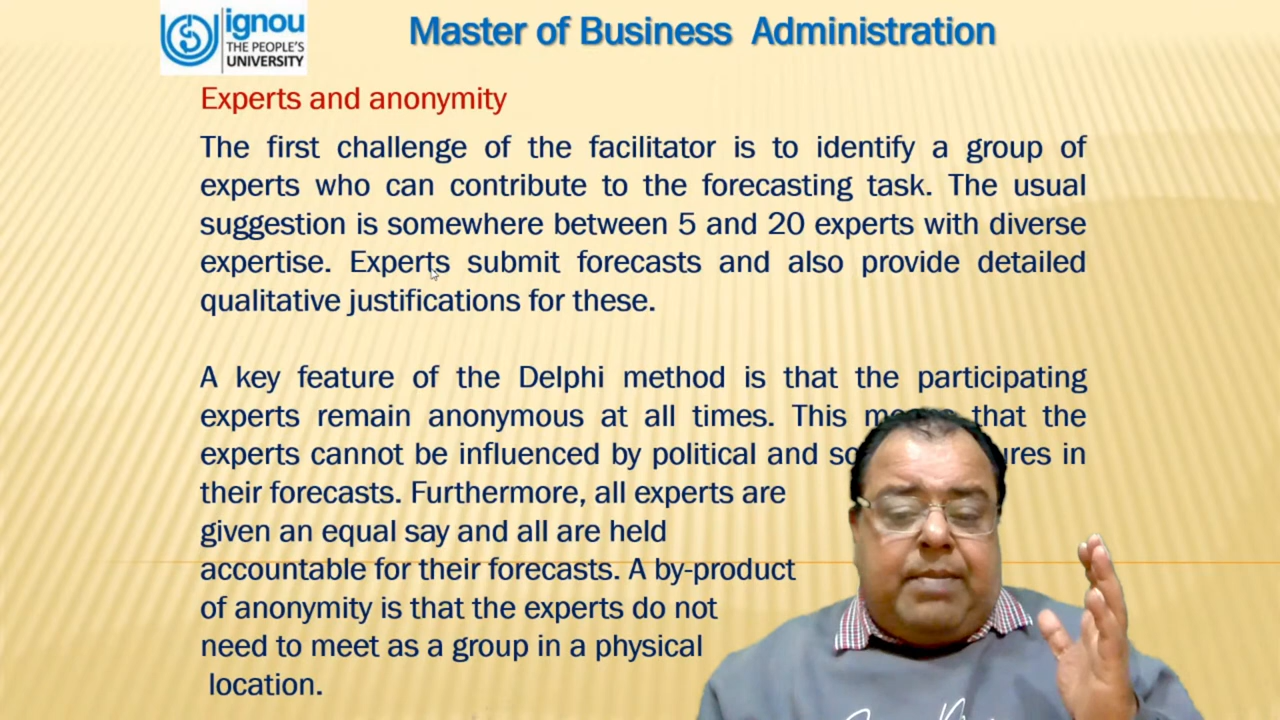 ignou
THE PEOPLE'S
UNIVERSITY
Master of Business Administration
Experts and anonymity
The first challenge of the facilitator is to identify a group of
experts who can contribute to the forecasting task. The usual
suggestion is somewhere between 5 and 20 experts with diverse
expertise. Experts submit forecasts and also provide detailed
qualitative justifications for these.
A key feature of the Delphi method is that the participating
experts remain anonymous at all times. This that the
experts cannot be influenced by political and in
their forecasts. Furthermore, all experts are
given an equal say and all are held
accountable for their forecasts. A by-product
of anonymity is that the experts do not
need to meet as a group in a physical
location.